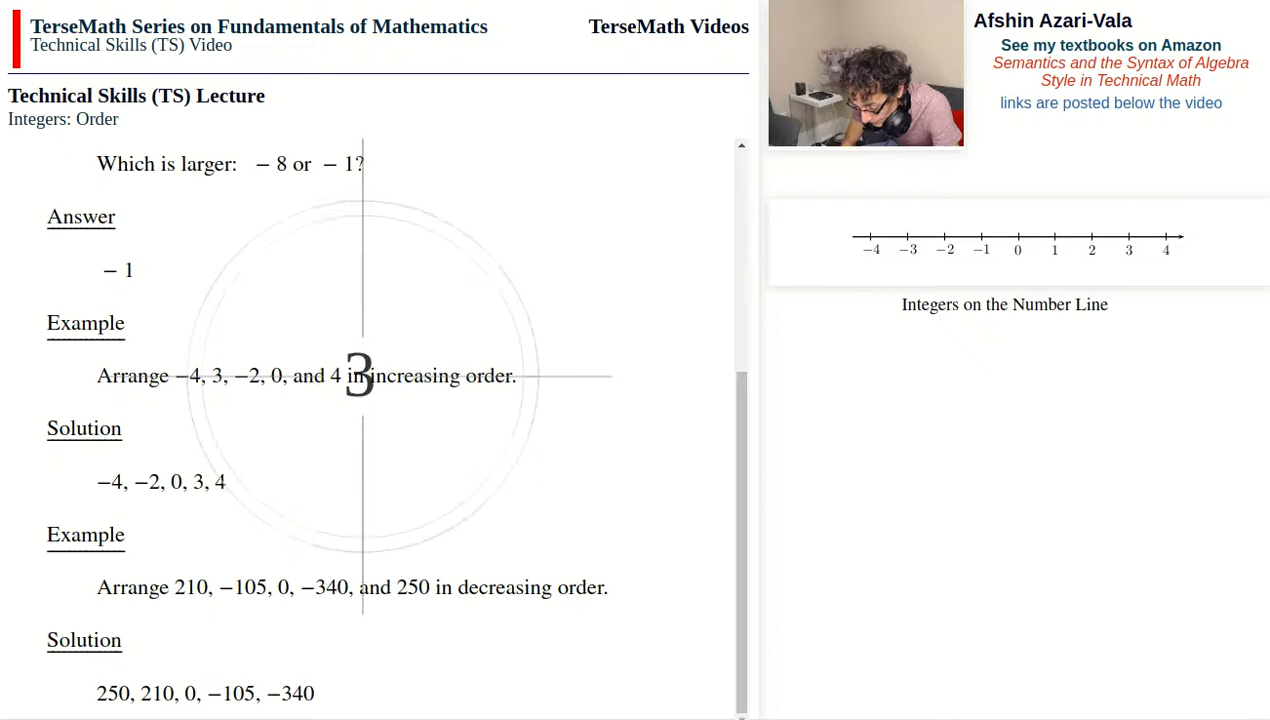 TerseMath Series on Fundamentals of Mathematics
Technical Skills (TS) Video
TerseMath Videos
Technical Skills (TS) Lecture
Integers: Order
Which is larger: − 8 or − 1?
Answer
− 1
Example
Arrange −4, 3, −2, 0, and 4 in increasing order.
3
Solution
−4, −2, 0, 3, 4
Example
Arrange 210, −105, 0, −340, and 250 in decreasing order.
Solution
250, 210, 0, −105, −340
Afshin Azari-Vala
See my textbooks on Amazon
Semantics and the Syntax of Algebra
Style in Technical Math
links are posted below the video
−4 −3 −2 −1 0 1 2 3 4
Integers on the Number Line